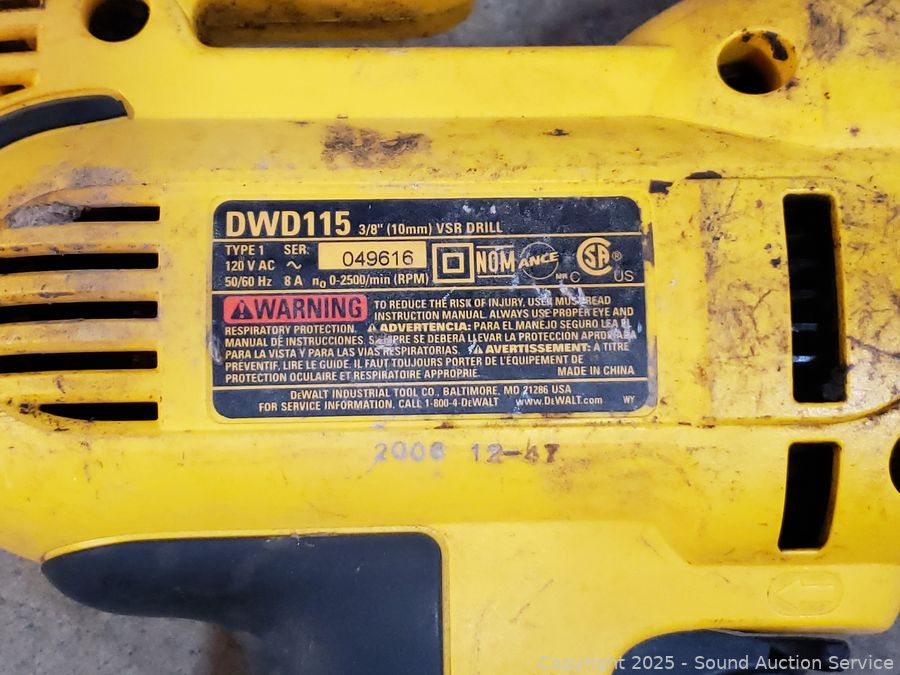 DWD115 3/8" (10mm) VSR DRILL
TYPE 1 SER. 049616
120 V AC ~
50/60 Hz 8 A n₀ 0-2500/min (RPM)
NOM ANCE
MW C SA® US
WARNING TO REDUCE THE RISK OF INJURY, USER MUST READ
INSTRUCTION MANUAL. ALWAYS USE PROPER EYE AND
RESPIRATORY PROTECTION. ADVERTENCIA: PARA EL MANEJO SEGURO LEA EL
MANUAL DE INSTRUCCIONES. SIEMPRE SE DEBERA LLEVAR LA PROTECCION APROPIADA
PARA LA VISTA Y PARA LAS VIAS RESPIRATORIAS. AVERTISSEMENT: A TITRE
PREVENTIF, LIRE LE GUIDE. IL FAUT TOUJOURS PORTER DE L'EQUIPEMENT DE
PROTECTION OCULAIRE ET RESPIRATOIRE APPROPRIE. MADE IN CHINA
DEWALT INDUSTRIAL TOOL CO., BALTIMORE, MD 21286 USA
FOR SERVICE INFORMATION, CALL 1-800-4-DEWALT www.DEWALT.com WY
2008 12-47
Copyright 2025 - Sound Auction Service